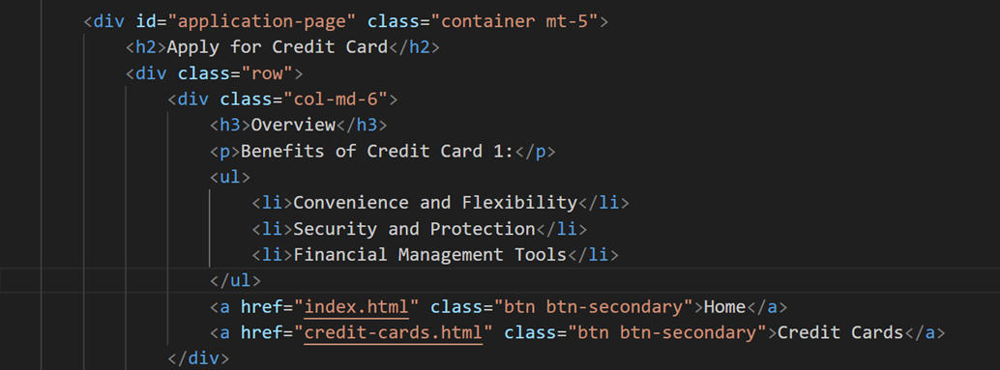 <div id="application-page" class="container mt-5">
<h2>Apply for Credit Card</h2>
<div class="row">
<div class="col-md-6">
<h3>Overview</h3>
<p>Benefits of Credit Card 1:</p>
<ul>
<li>Convenience and Flexibility</li>
<li>Security and Protection</li>
<li>Financial Management Tools</li>
</ul>
<a href="index.html" class="btn btn-secondary">Home</a>
<a href="credit-cards.html" class="btn btn-secondary">Credit Cards</a>
</div>